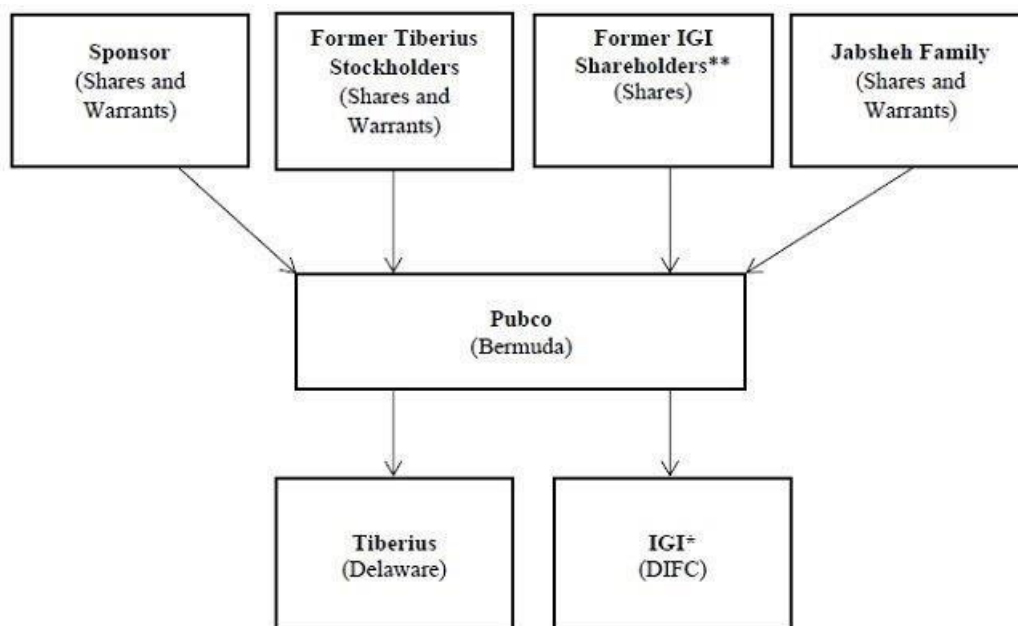 Sponsor
(Shares and
Warrants)
Former Tiberius
Stockholders
(Shares and
Warrants)
Former IGI
Shareholders**
(Shares)
Jabsheh Family
(Shares and
Warrants)
Pubco
(Bermuda)
Tiberius
(Delaware)
IGI*
(DIFC)